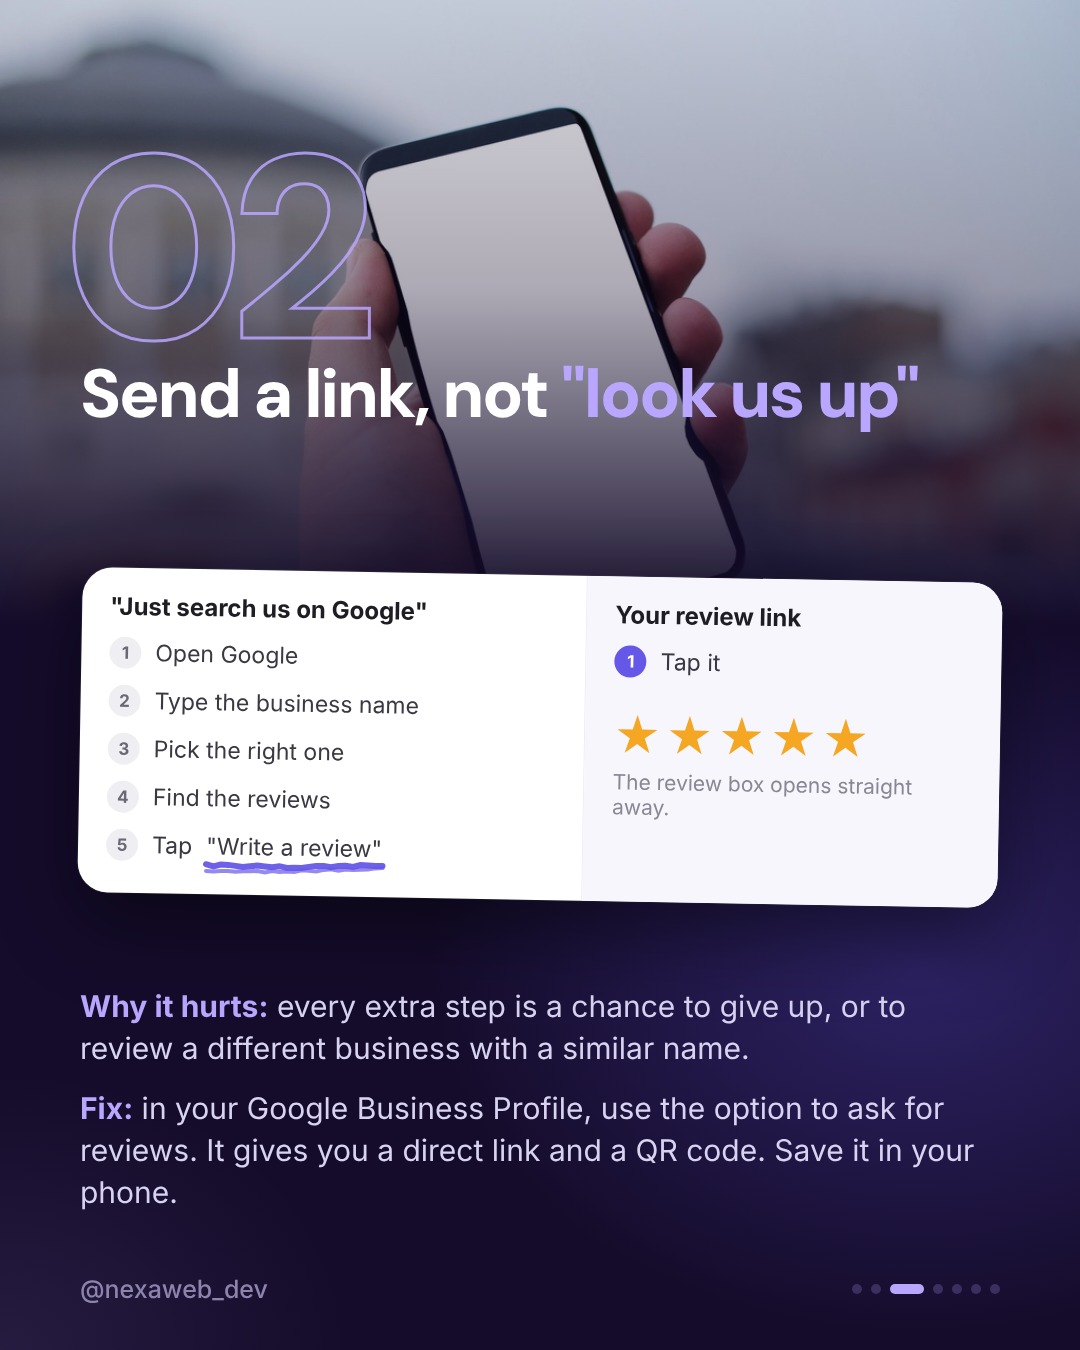 02
Send a link, not "look us up"
"Just search us on Google"
1 Open Google
2 Type the business name
3 Pick the right one
4 Find the reviews
5 Tap "Write a review"
Your review link
1 Tap it
The review box opens straight
away.
Why it hurts: every extra step is a chance to give up, or to
review a different business with a similar name.
Fix: in your Google Business Profile, use the option to ask for
reviews. It gives you a direct link and a QR code. Save it in your
phone.
@nexaweb_dev